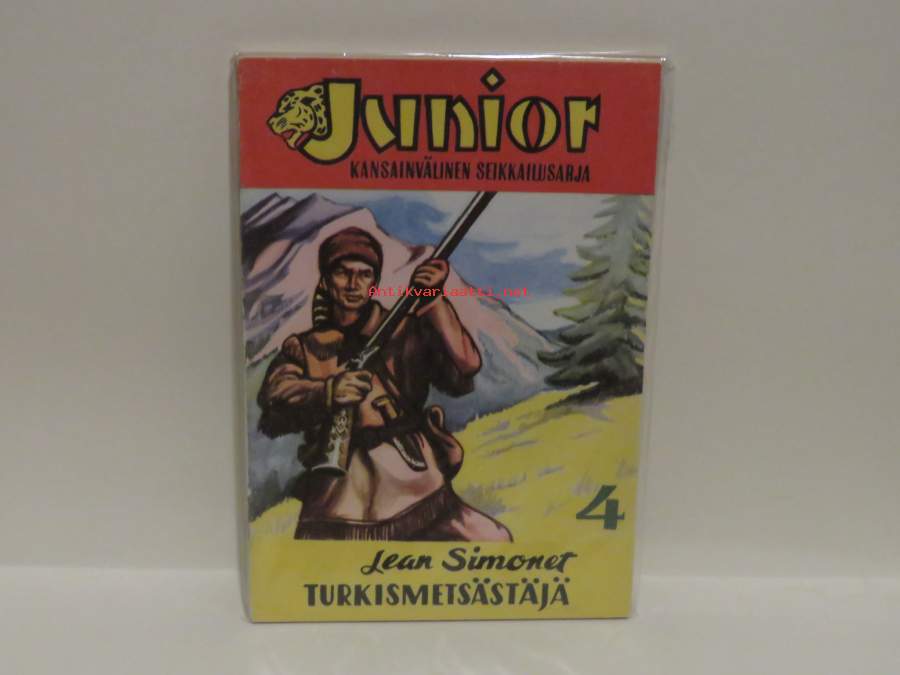 Junior
KANSAINVÄLINEN SEIKKAILUSARJA
Antikvariaatti.net
4
Jean Simonet
TURKISMETSÄSTÄJÄ